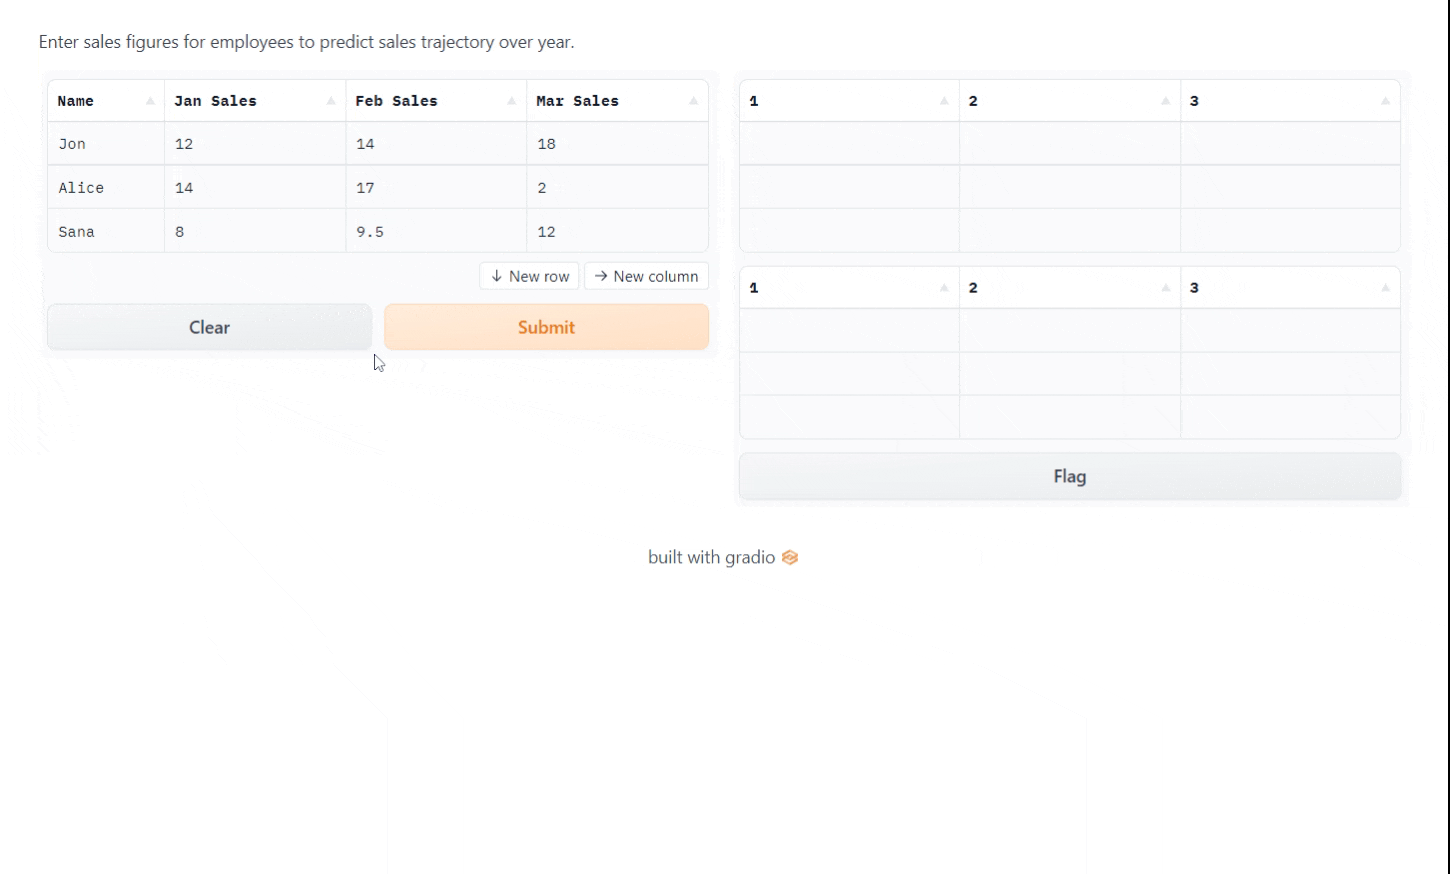 Enter sales figures for employees to predict sales trajectory over year.
Name Jan Sales Feb Sales Mar Sales
Jon 12 14 18
Alice 14 17 2
Sana 8 9.5 12
New row New column
Clear Submit
1 2 3
1 2 3
Flag
built with gradio